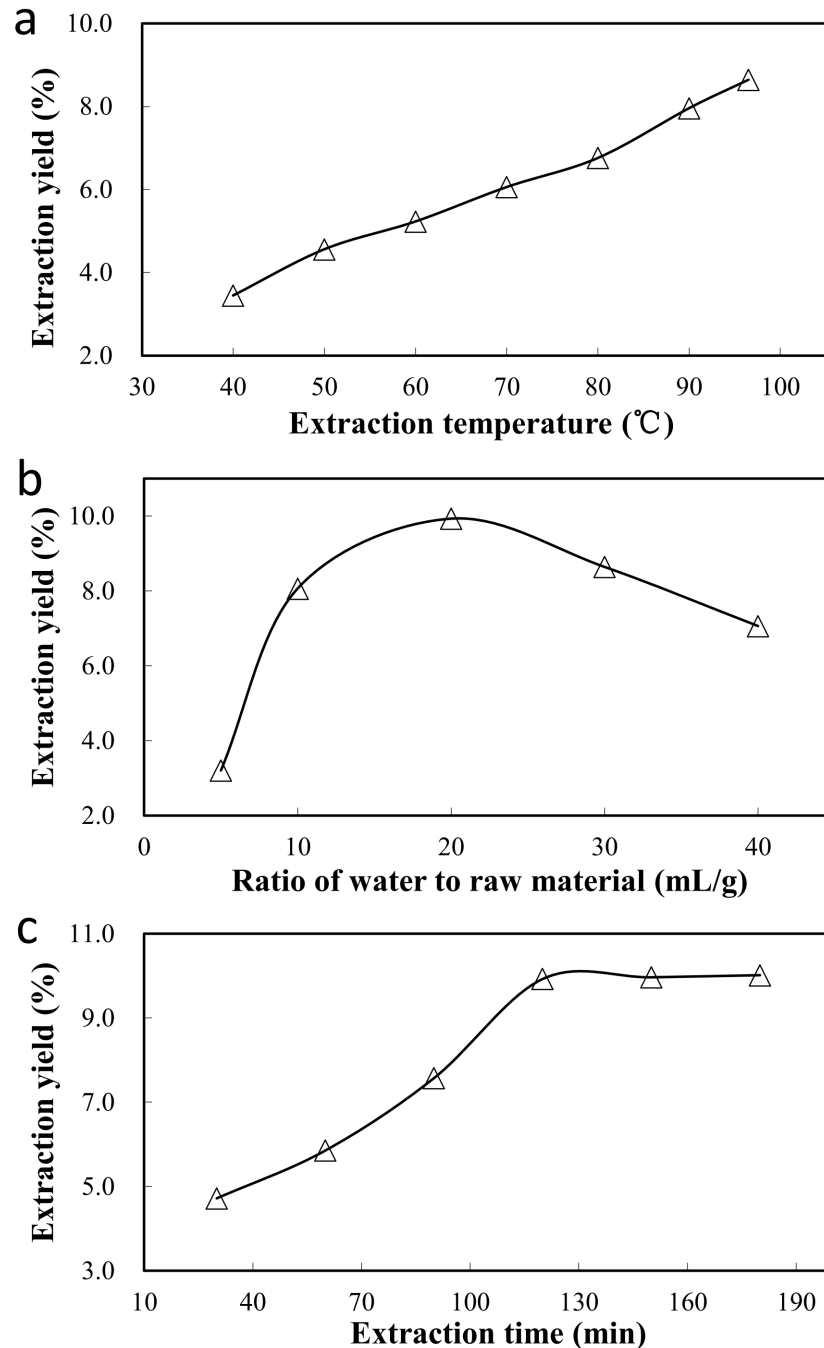 a
10.0
8.0
6.0
4.0
2.0
Extraction yield (%)
30 40 50 60 70 80 90 100
Extraction temperature (℃)
b
10.0
8.0
6.0
4.0
2.0
Extraction yield (%)
0 10 20 30 40
Ratio of water to raw material (mL/g)
c
11.0
9.0
7.0
5.0
3.0
Extraction yield (%)
10 40 70 100 130 160 190
Extraction time (min)